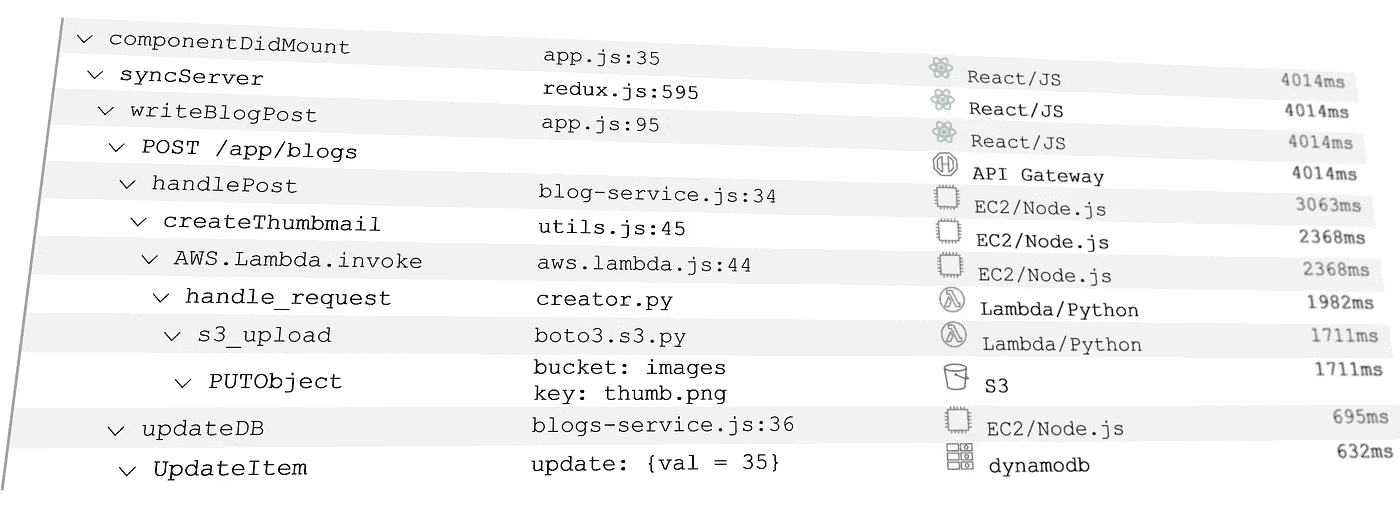 componentDidMount app.js:35 React/JS 4014ms
syncServer redux.js:595 React/JS 4014ms
writeBlogPost app.js:95 React/JS 4014ms
POST /app/blogs API Gateway 4014ms
handlePost blog-service.js:34 EC2/Node.js 3063ms
createThumbmail utils.js:45 EC2/Node.js 2368ms
AWS.Lambda.invoke aws.lambda.js:44 EC2/Node.js 2368ms
handle_request creator.py Lambda/Python 1982ms
s3_upload boto3.s3.py Lambda/Python 1711ms
PUTObject bucket: images S3 1711ms
key: thumb.png
updateDB blogs-service.js:36 EC2/Node.js 695ms
UpdateItem update: {val = 35} dynamodb 632ms